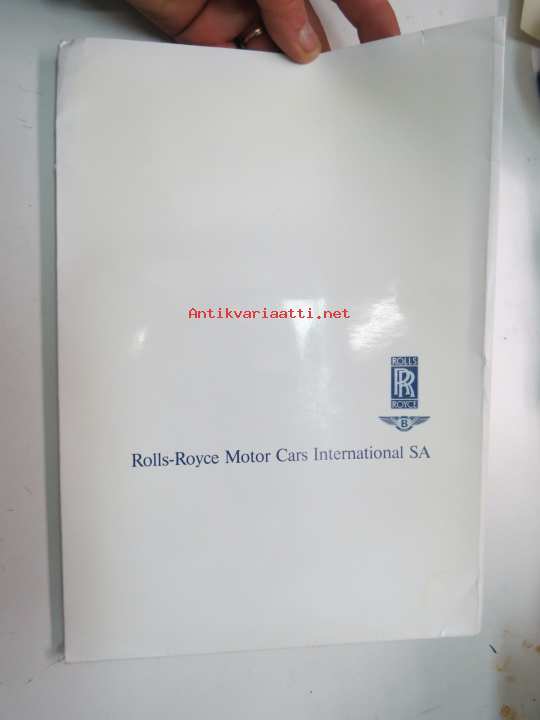 Antikvariaatti.net
ROLLS
RR
ROYCE
B
Rolls-Royce Motor Cars International SA